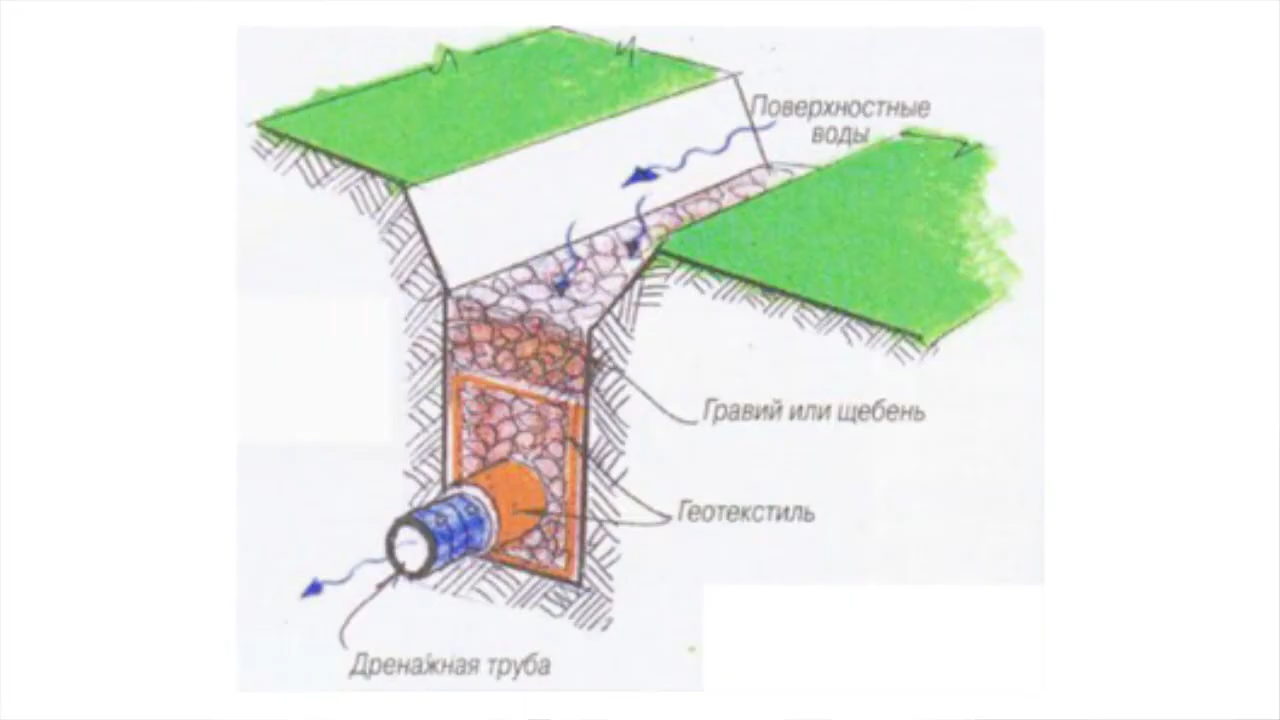 Поверхностные
воды
Гравий или щебень
Геотекстиль
Дренажная труба